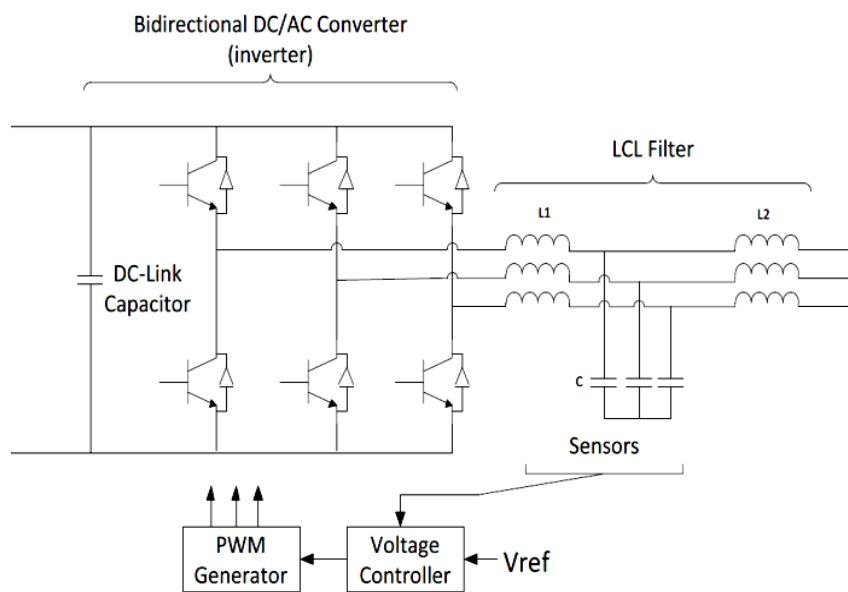 Bidirectional DC/AC Converter
(inverter)
LCL Filter
L1
L2
DC-Link
Capacitor
C
Sensors
PWM
Generator
Voltage
Controller
Vref